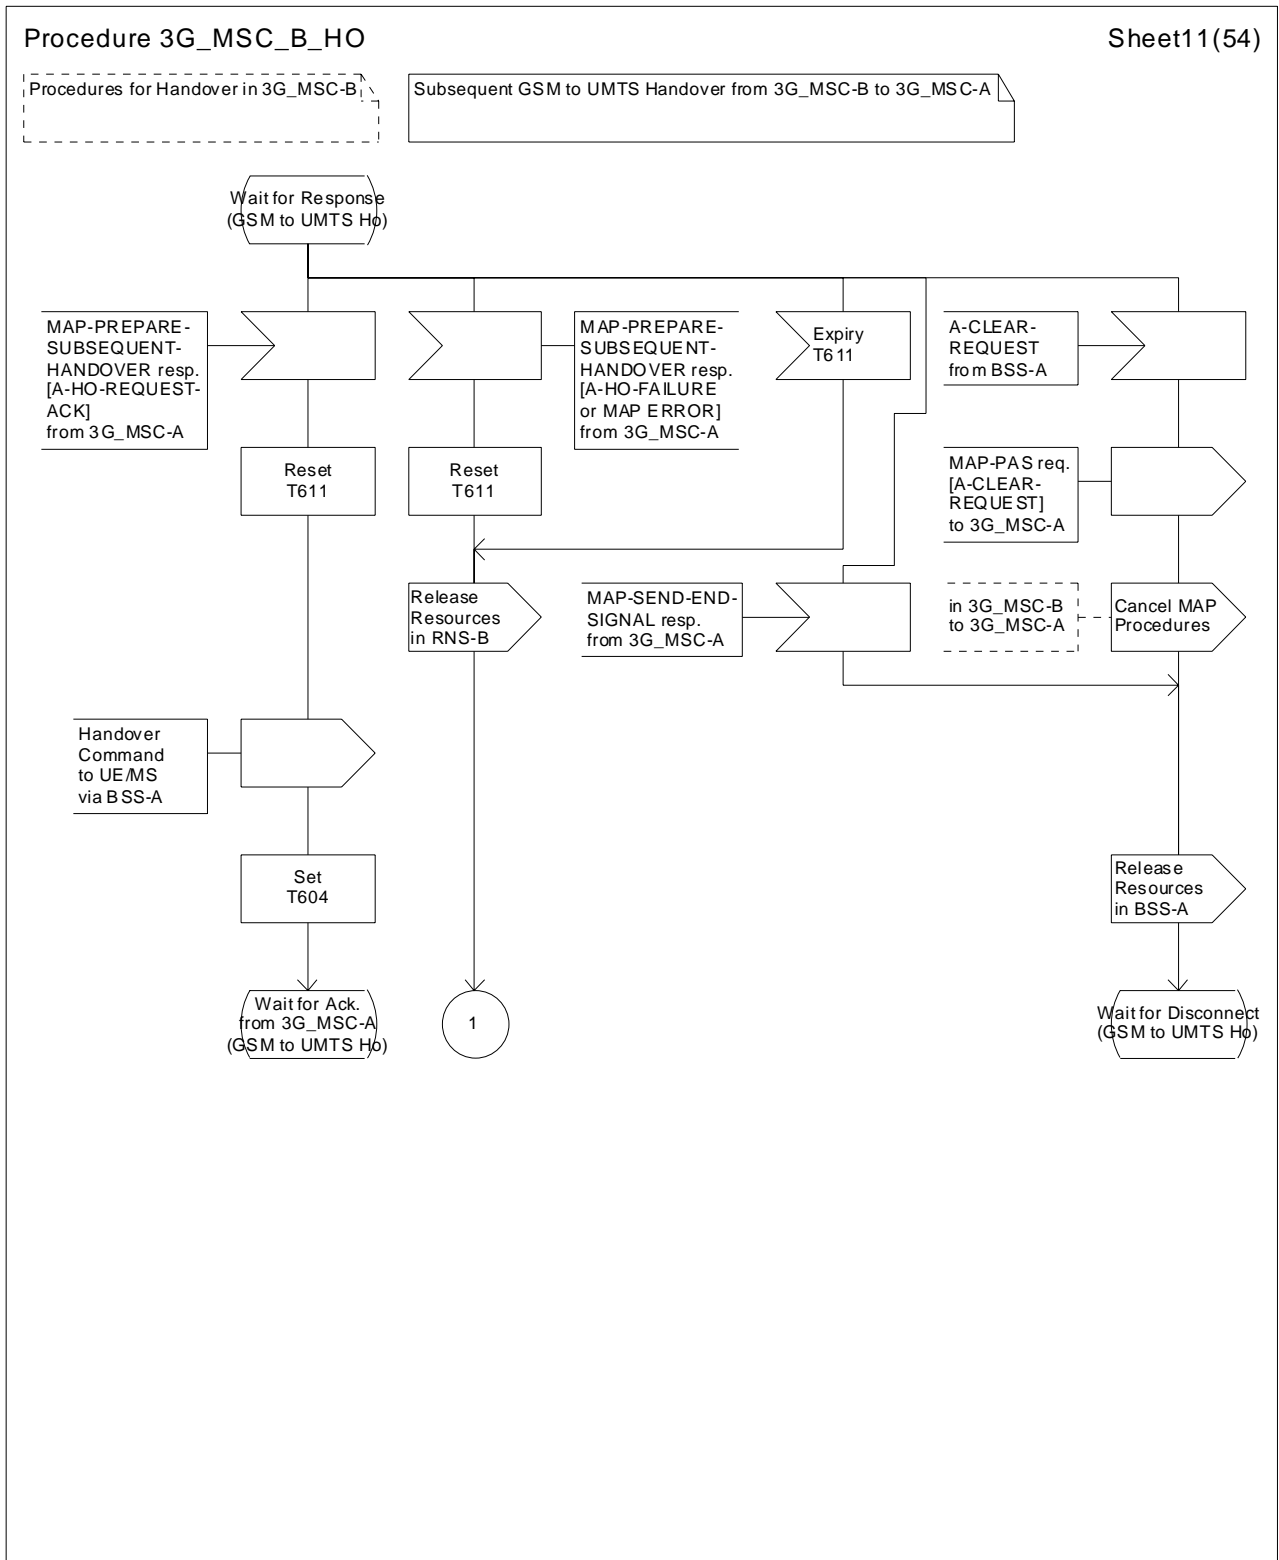 Procedure 3G_MSC_B_HO
Sheet11(54)
Procedures for Handover in 3G_MSC-B
Subsequent GSM to UMTS Handover from 3G_MSC-B to 3G_MSC-A
Wait for Response
(GSM to UMTS Ho)
MAP-PREPARE-
SUBSEQUENT-
HANDOVER resp.
[A-HO-REQUEST-
ACK]
from 3G_MSC-A
MAP-PREPARE-
SUBSEQUENT-
HANDOVER resp.
[A-HO-FAILURE
or MAP ERROR]
from 3G_MSC-A
Expiry
T611
A-CLEAR-
REQUEST
from BSS-A
Reset
T611
Reset
T611
MAP-PAS req.
[A-CLEAR-
REQUEST]
to 3G_MSC-A
Release
Resources
in RNS-B
MAP-SEND-END-
SIGNAL resp.
from 3G_MSC-A
in 3G_MSC-B
to 3G_MSC-A
Cancel MAP
Procedures
Handover
Command
to UE/MS
via BSS-A
Set
T604
Release
Resources
in BSS-A
Wait for Ack.
from 3G_MSC-A
(GSM to UMTS Ho)
1
Wait for Disconnect
(GSM to UMTS Ho)